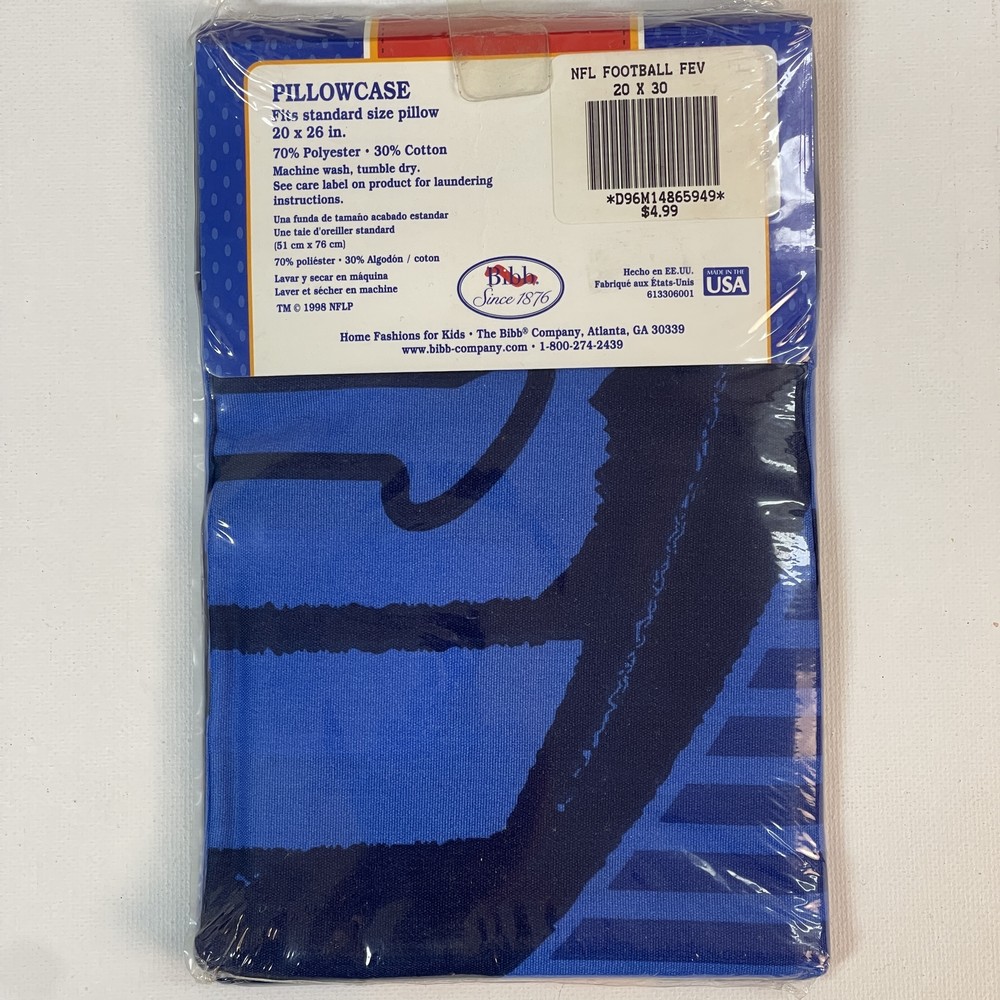 PILLOWCASE
Fits standard size pillow
20 x 26 in.
70% Polyester • 30% Cotton
Machine wash, tumble dry.
See care label on product for laundering
instructions.
Una funda de tamaño acabado estandar
Une taie d'oreiller standard
(51 cm x 76 cm)
70% poliéster • 30% Algodón / coton
Lavar y secar en máquina
Laver et sécher en machine
TM © 1998 NFLP
NFL FOOTBALL FEV
20 X 30
*D96M14865949*
$4.99
Bibb®
Since 1876
Hecho en EE.UU.
Fabriqué aux États-Unis
613306001
MADE IN THE
USA
Home Fashions for Kids • The Bibb® Company, Atlanta, GA 30339
www.bibb-company.com • 1-800-274-2439